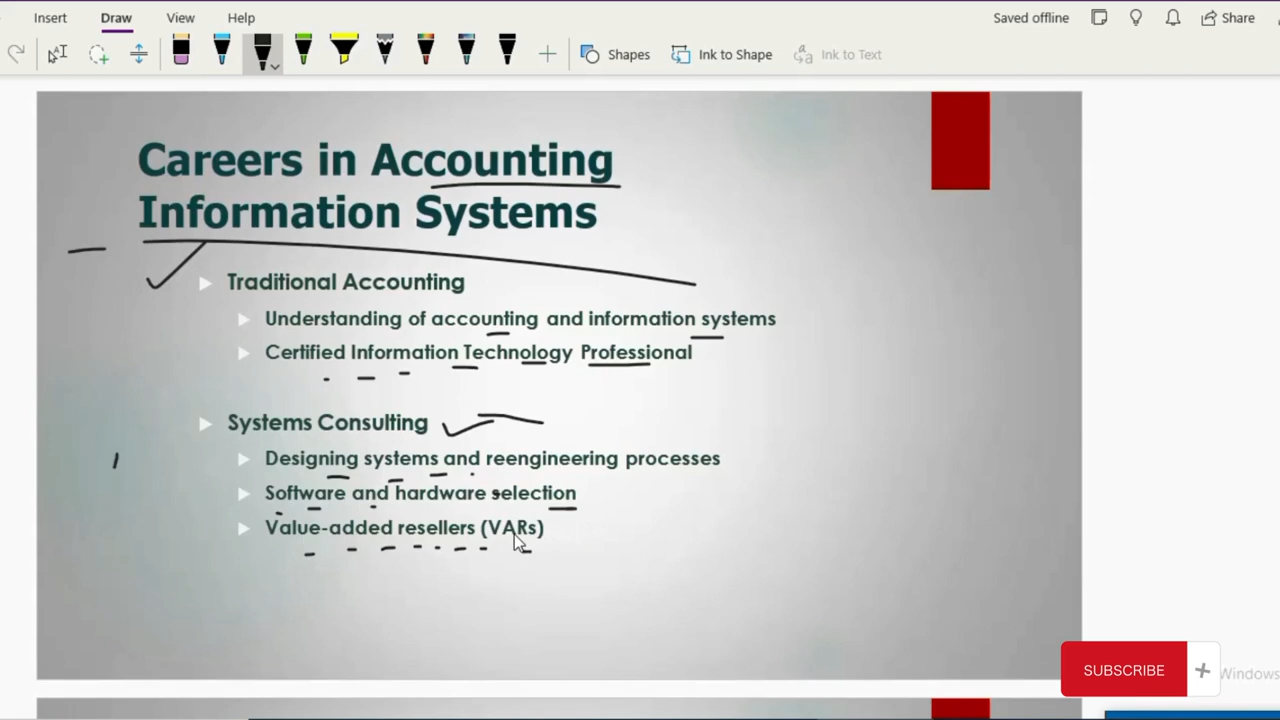 Insert Draw View Help Saved offline Share
Shapes Ink to Shape Ink to Text
Careers in Accounting
Information Systems
Traditional Accounting
Understanding of accounting and information systems
Certified Information Technology Professional
Systems Consulting
Designing systems and reengineering processes
Software and hardware selection
Value-added resellers (VARs)
SUBSCRIBE +
Windows